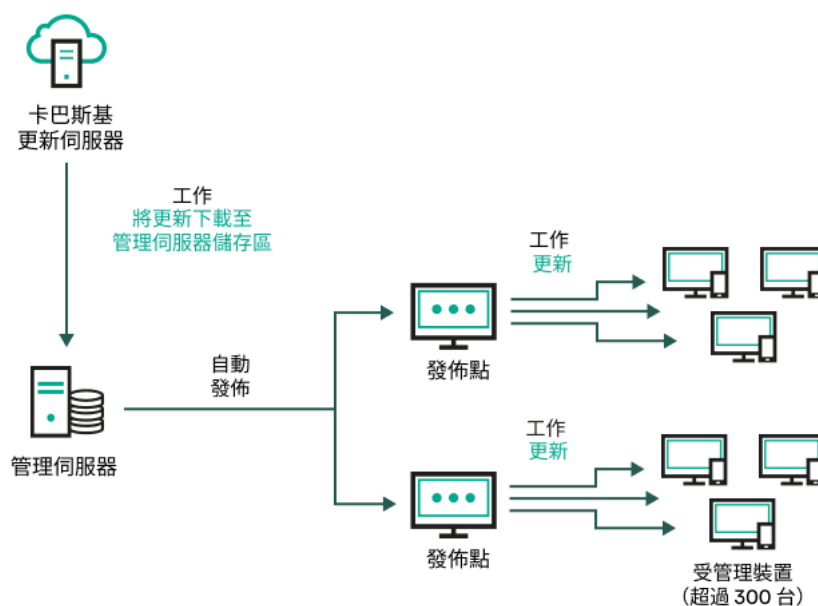 卡巴斯基
更新伺服器
工作
將更新下載至
管理伺服器儲存區
工作
更新
發佈點
自動
發佈
管理伺服器
工作
更新
發佈點
受管理裝置
（超過 300 台）